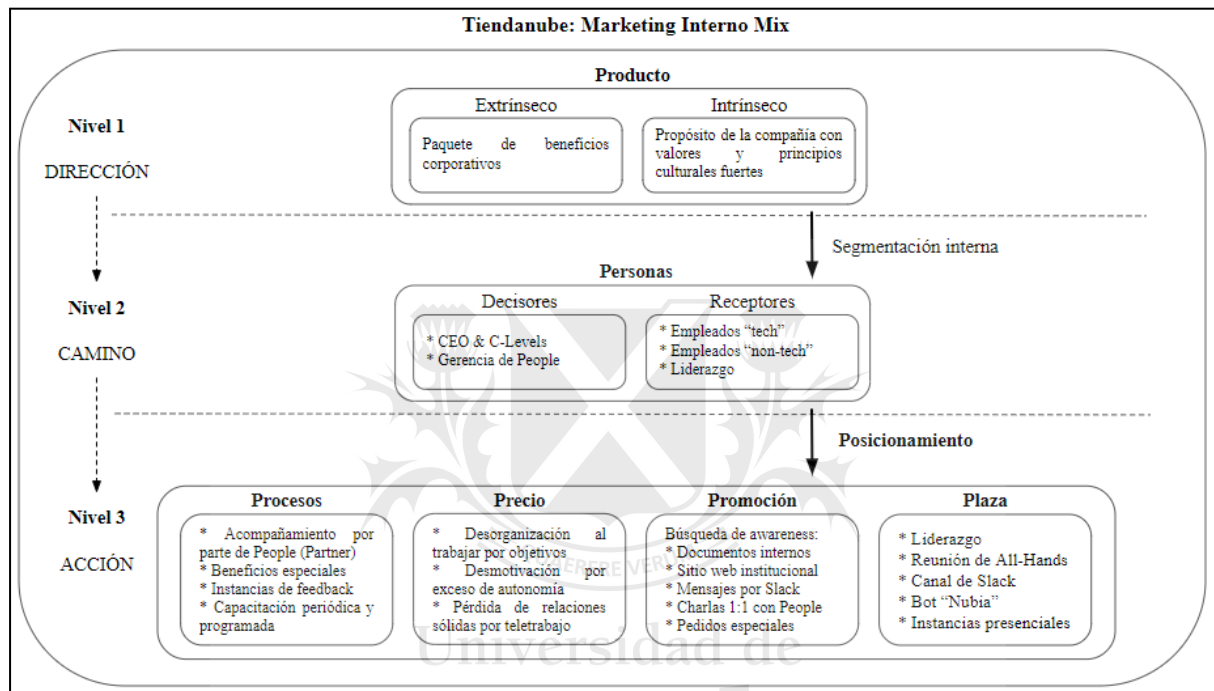 Tiendanube: Marketing Interno Mix
Producto
Nivel 1
DIRECCIÓN
Extrínseco
Paquete de beneficios
corporativos
Intrínseco
Propósito de la compañía con
valores y principios
culturales fuertes
Segmentación interna
Personas
Nivel 2
CAMINO
Decisores
* CEO & C-Levels
* Gerencia de People
Receptores
* Empleados “tech”
* Empleados “non-tech”
* Liderazgo
Posicionamiento
Nivel 3
ACCIÓN
Procesos
* Acompañamiento por
parte de People (Partner)
* Beneficios especiales
* Instancias de feedback
* Capacitación periódica y
programada
Precio
* Desorganización al
trabajar por objetivos
* Desmotivación por
exceso de autonomía
* Pérdida de relaciones
sólidas por teletrabajo
Promoción
Búsqueda de awareness:
* Documentos internos
* Sitio web institucional
* Mensajes por Slack
* Charlas 1:1 con People
* Pedidos especiales
Plaza
* Liderazgo
* Reunión de All-Hands
* Canal de Slack
* Bot “Nubia”
* Instancias presenciales
Universidad de